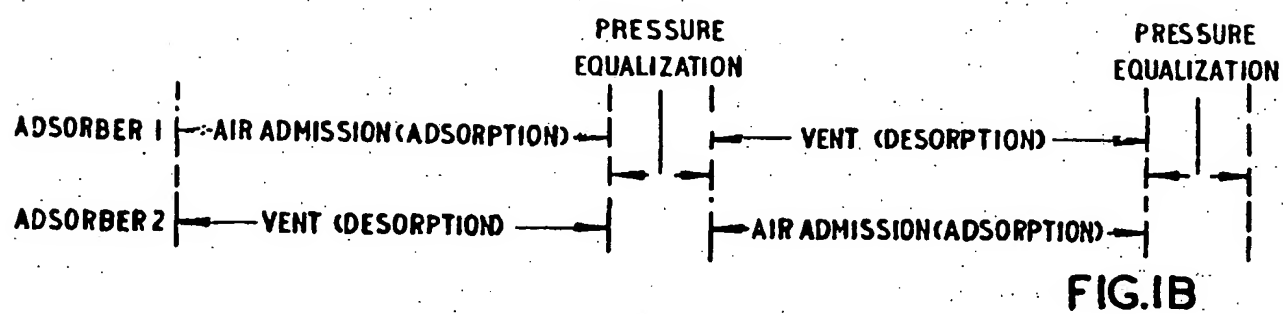 PRESSURE
EQUALIZATION
PRESSURE
EQUALIZATION
ADSORBER 1 AIR ADMISSION (ADSORPTION) VENT (DESORPTION)
ADSORBER 2 VENT (DESORPTION) AIR ADMISSION (ADSORPTION)
FIG.1B